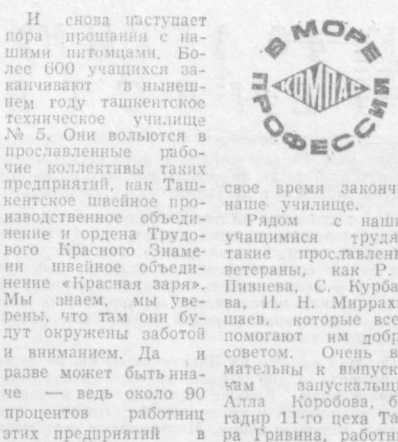 И снова наступает
пора прощания с на-
шими питомцами. Бо-
лее 600 учащихся за-
канчивают в нынеш-
нем году ташкентское
техническое училище
№ 5. Они вольются в
прославленные рабо-
чие коллективы таких
предприятий, как Таш-
кентское швейное про-
изводственное объеди-
нение и ордена Трудо-
вого Красного Знаме-
ни швейное объеди-
нение «Красная заря».
Мы знаем, мы уве-
рены, что там они бу-
дут окружены заботой
и вниманием. Да и
разве может быть ина-
че — ведь около 90
процентов работниц
этих предприятий в
В МОРЕ
КОМПАС
ПРОФЕССИЙ
свое время законч
наше училище.
Рядом с наши
учащимися трудя
такие прославлен
ветераны, как Р.
Пивнева, С. Курба
ва, И. Н. Миррах
шаев, которые все
помогают им добр
советом. Очень в
мательны к выпуск
кам запускальщ
Алла Коробова, б
гадир 11-го цеха Та
ра Гринина, работн